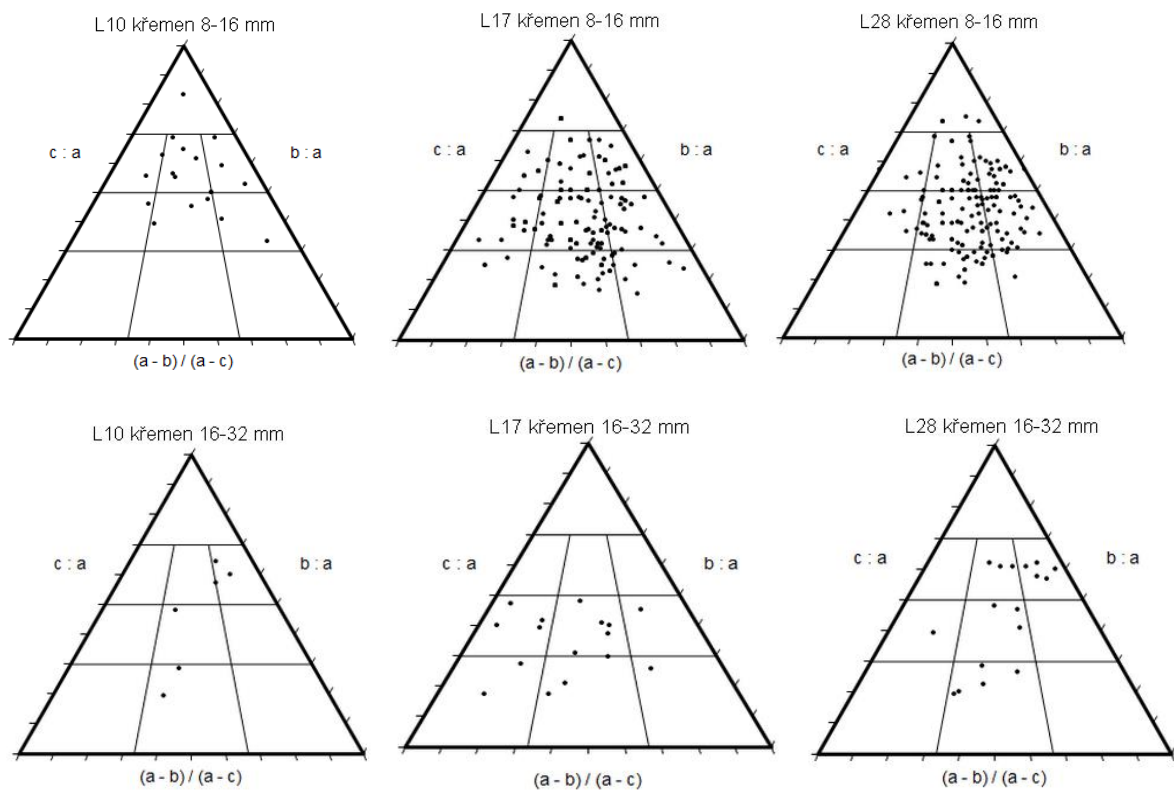 L10 křemen 8-16 mm
L17 křemen 8-16 mm
L28 křemen 8-16 mm
c : a
b : a
c : a
b : a
c : a
b : a
(a - b) / (a - c)
(a - b) / (a - c)
(a - b) / (a - c)
L10 křemen 16-32 mm
L17 křemen 16-32 mm
L28 křemen 16-32 mm
c : a
b : a
c : a
b : a
c : a
b : a
(a - b) / (a - c)
(a - b) / (a - c)
(a - b) / (a - c)